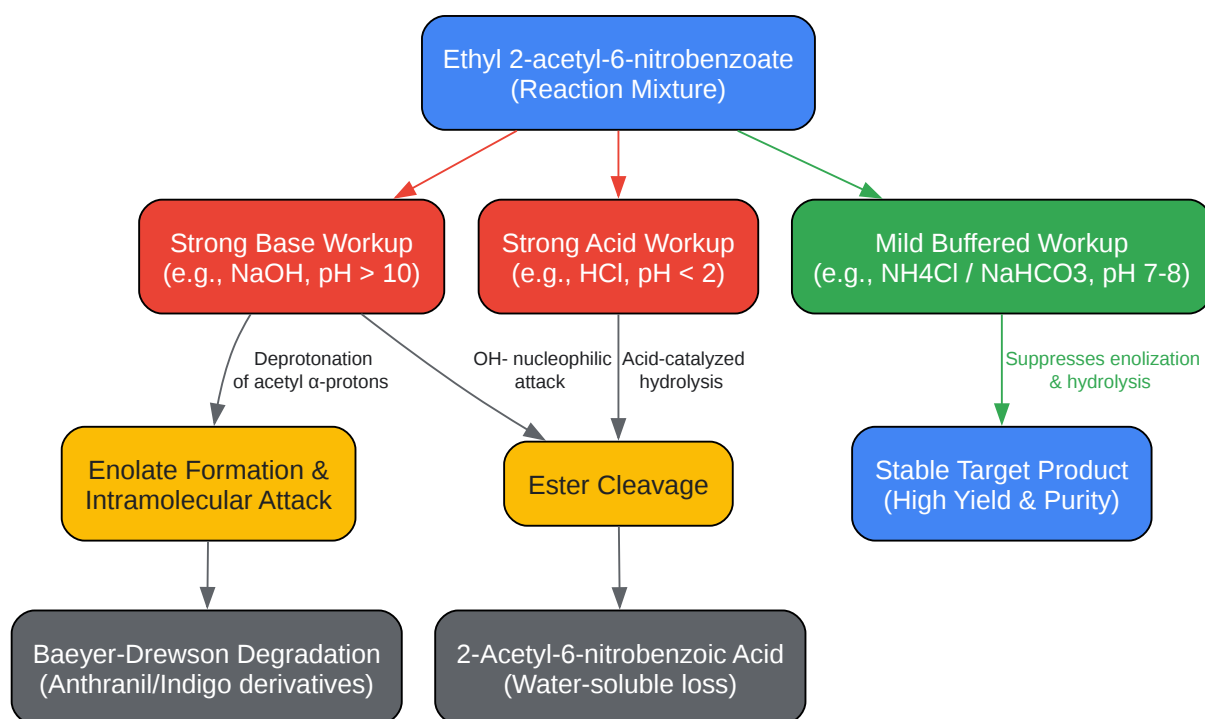 Ethyl 2-acetyl-6-nitrobenzoate
(Reaction Mixture)
Strong Base Workup
(e.g., NaOH, pH > 10)
Strong Acid Workup
(e.g., HCl, pH < 2)
Mild Buffered Workup
(e.g., NH4Cl / NaHCO3, pH 7-8)
Deprotonation
of acetyl α-protons
OH- nucleophilic
attack
Acid-catalyzed
hydrolysis
Suppresses enolization
& hydrolysis
Enolate Formation &
Intramolecular Attack
Ester Cleavage
Stable Target Product
(High Yield & Purity)
Baeyer-Drewson Degradation
(Anthranil/Indigo derivatives)
2-Acetyl-6-nitrobenzoic Acid
(Water-soluble loss)